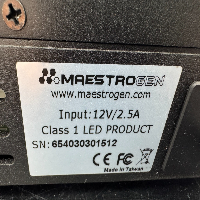 MAESTROGEN
www.maestrogen.com
Input:12V/2.5A
Class 1 LED PRODUCT
SN:654030301512
CE FC
Made in Taiwan